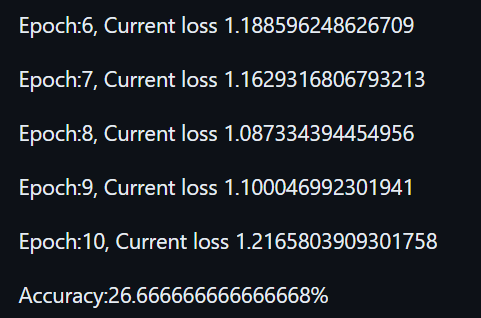 Epoch:6, Current loss 1.188596248626709
Epoch:7, Current loss 1.1629316806793213
Epoch:8, Current loss 1.087334394454956
Epoch:9, Current loss 1.100046992301941
Epoch:10, Current loss 1.2165803909301758
Accuracy:26.666666666666668%